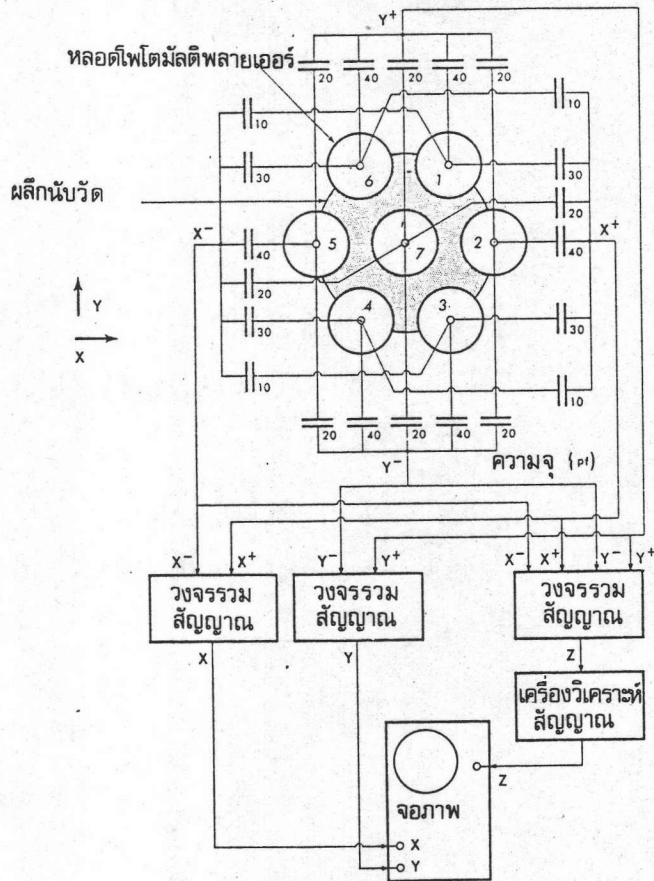 Y+
หลอดโฟโตมัลติพลายเออร์
20 40 20 40 20
10 10
6 1
30 30
ผลึกนับวัด
20
X- 5 7 2 X+
40 40
Y
20
4 3
30 30
X
10 10
20 40 20 40 20
Y-
ความจุ (pf)
X- X+ Y- Y+ X- X+ Y- Y+
วงจรรวม วงจรรวม วงจรรวม
สัญญาณ สัญญาณ สัญญาณ
X Y Z
เครื่องวิเคราะห์
สัญญาณ
Z
จอภาพ
X
Y